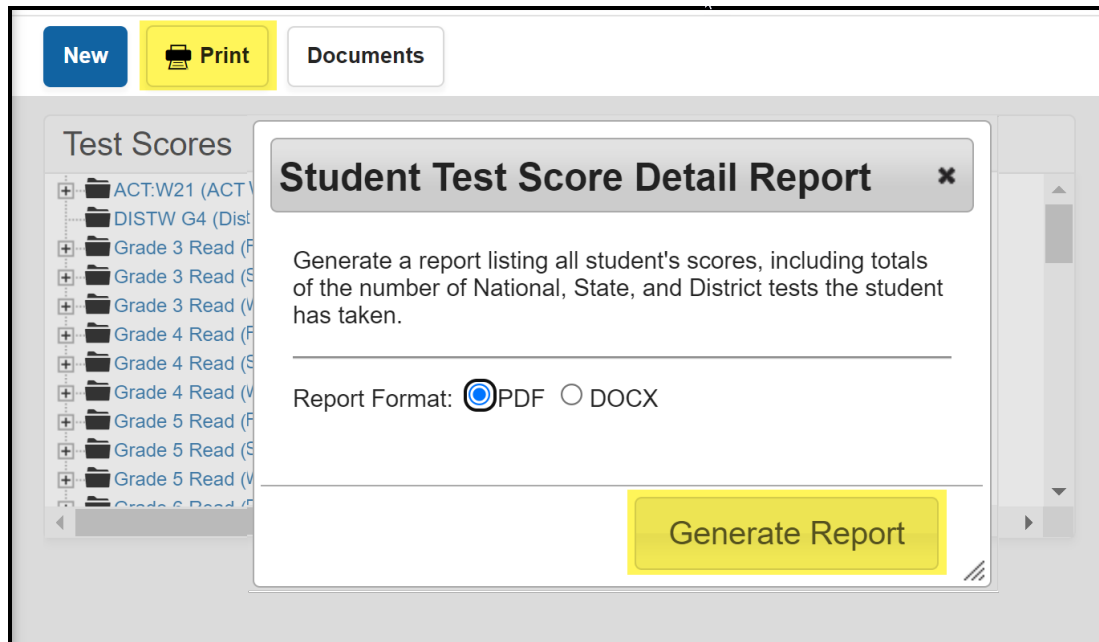 New
Print
Documents
Test Scores
ACT:W21 (ACT
DISTW G4 (Dist
Grade 3 Read (F
Grade 3 Read (S
Grade 3 Read (W
Grade 4 Read (F
Grade 4 Read (S
Grade 4 Read (W
Grade 5 Read (F
Grade 5 Read (S
Grade 5 Read (W
Grade 6 Read (F
Student Test Score Detail Report
Generate a report listing all student's scores, including totals
of the number of National, State, and District tests the student
has taken.
Report Format: PDF DOCX
Generate Report